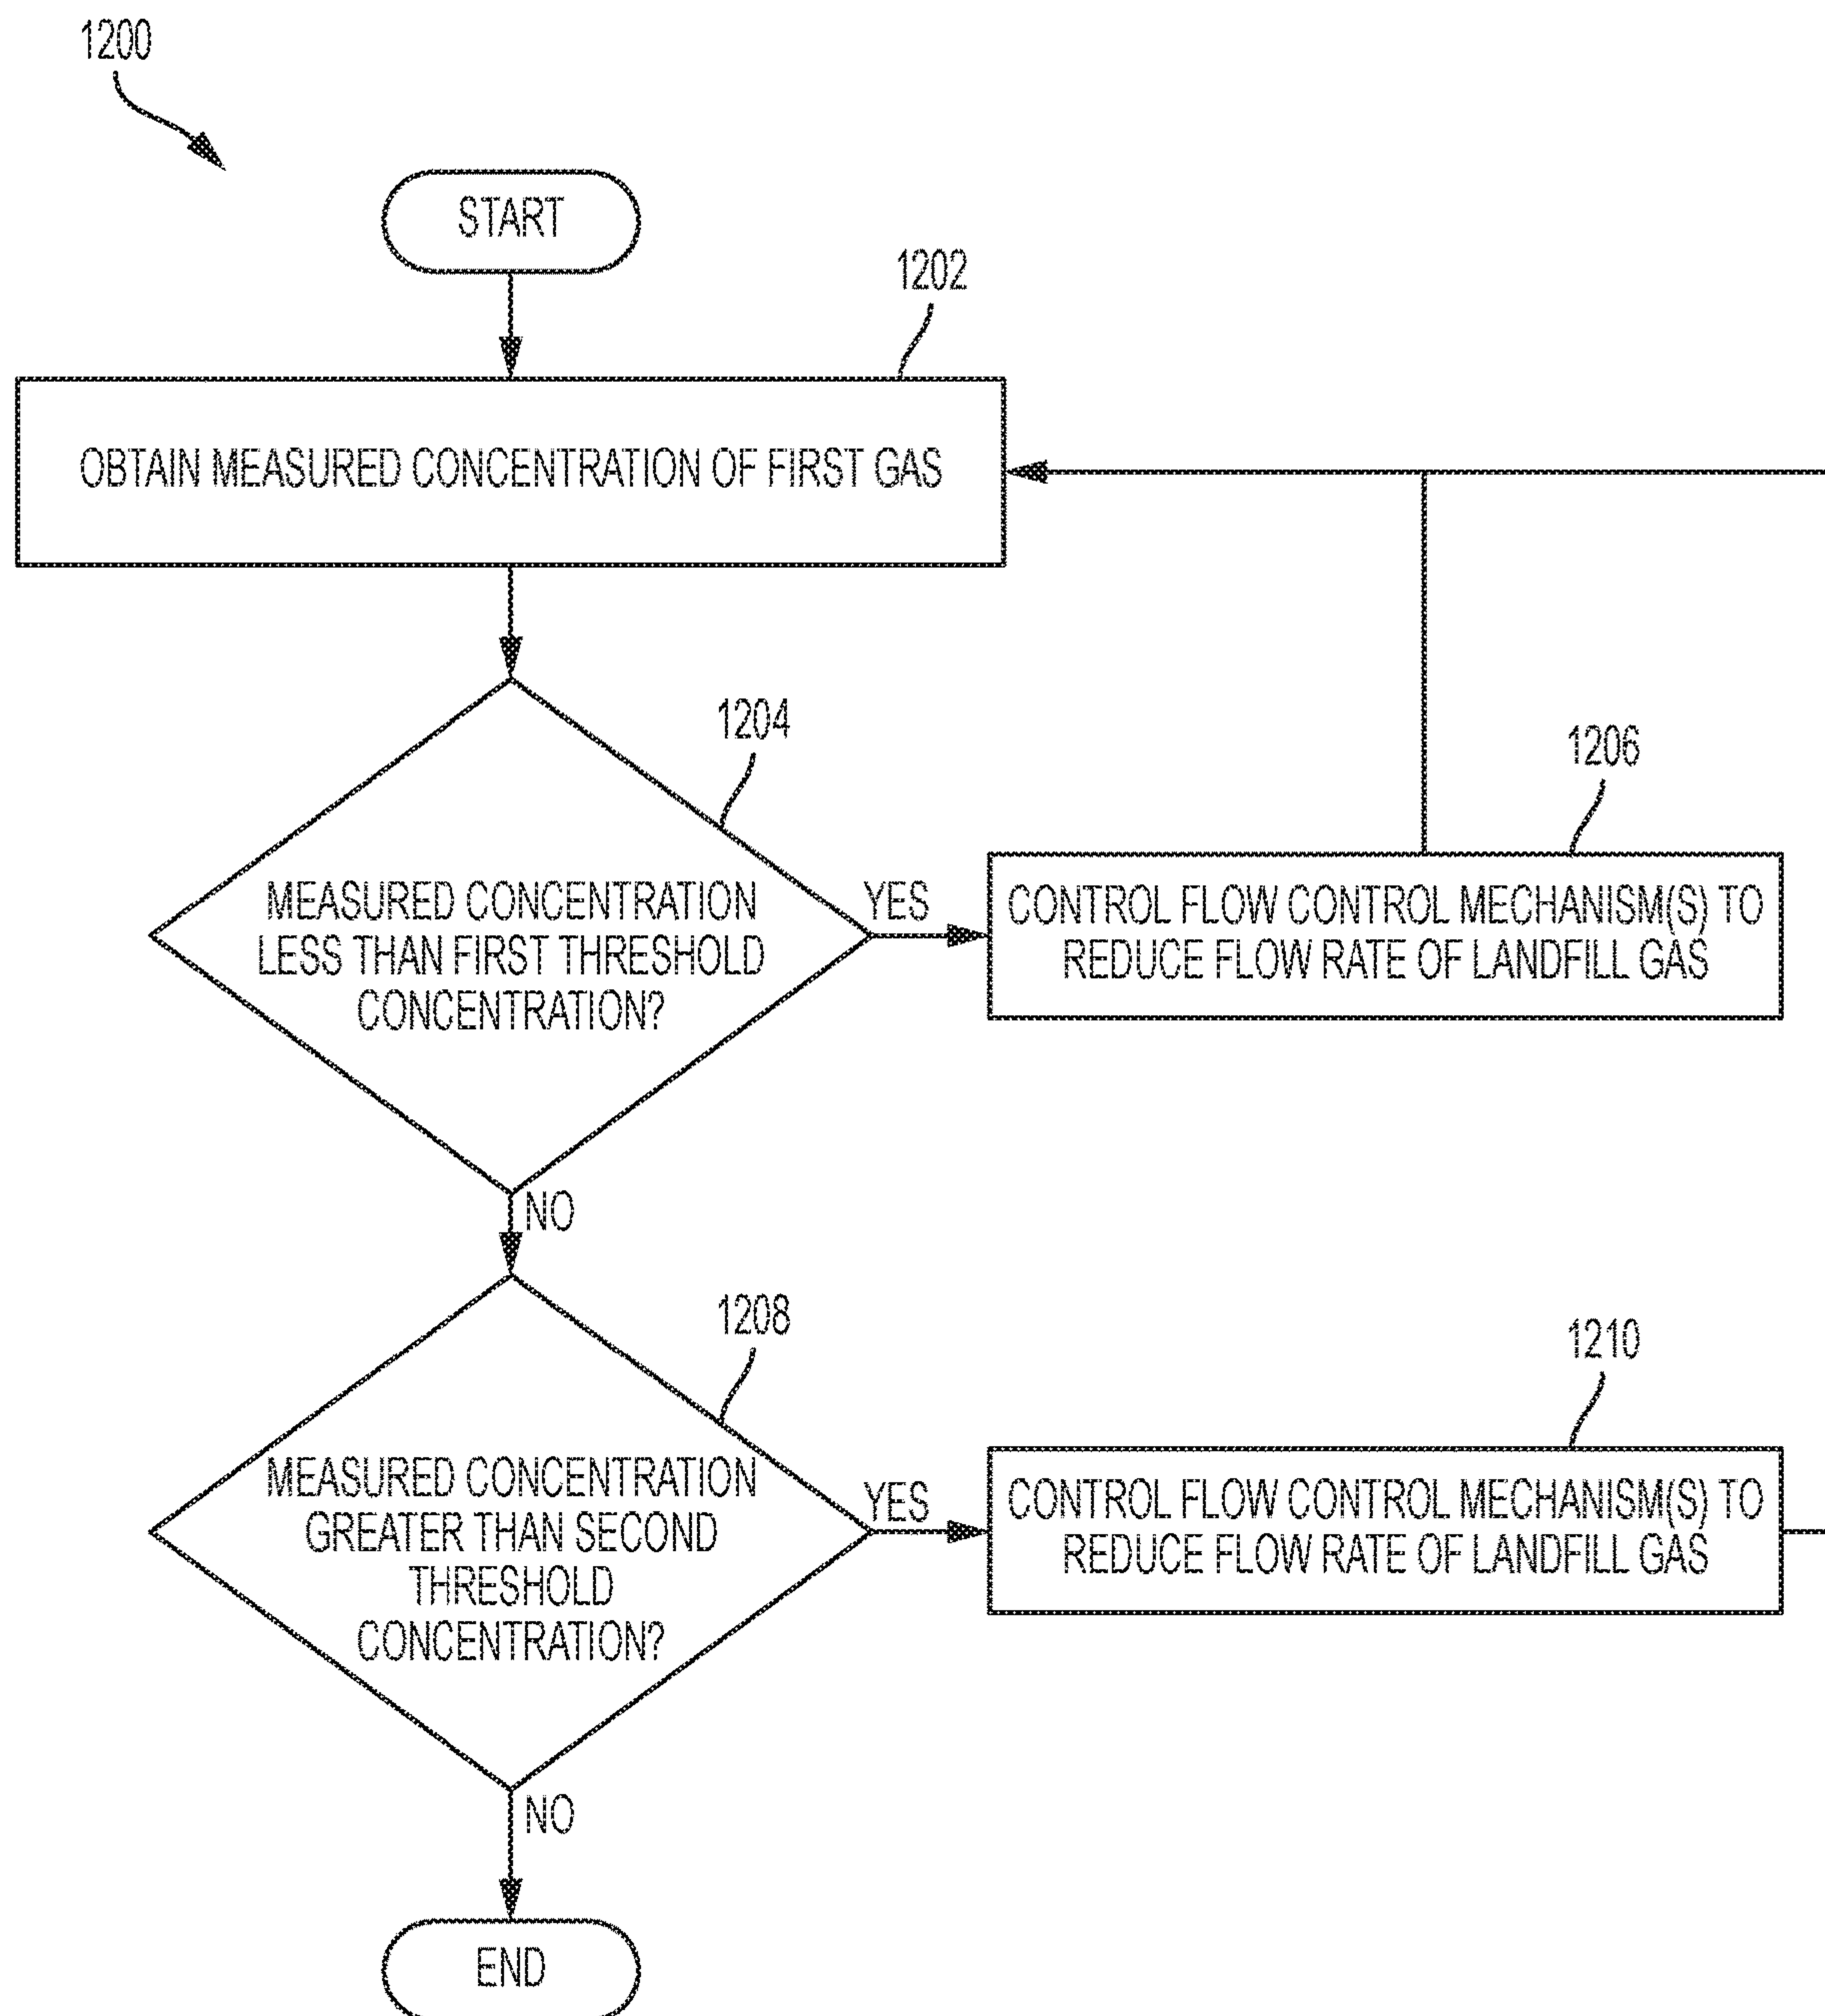 1200
START
1202
OBTAIN MEASURED CONCENTRATION OF FIRST GAS
1204
MEASURED CONCENTRATION
LESS THAN FIRST THRESHOLD
CONCENTRATION?
YES
1206
CONTROL FLOW CONTROL MECHANISM(S) TO
REDUCE FLOW RATE OF LANDFILL GAS
NO
1208
MEASURED CONCENTRATION
GREATER THAN SECOND
THRESHOLD
CONCENTRATION?
YES
1210
CONTROL FLOW CONTROL MECHANISM(S) TO
REDUCE FLOW RATE OF LANDFILL GAS
NO
END